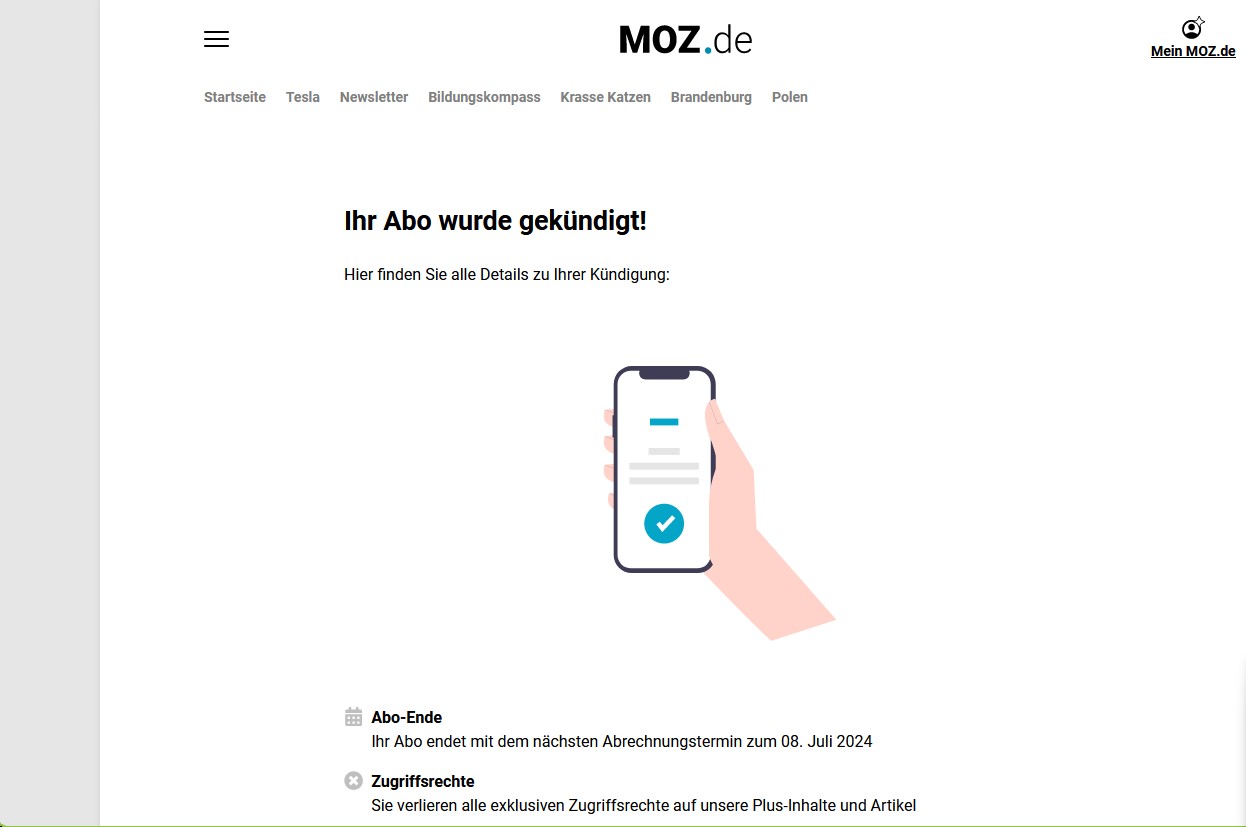 MOZ.de
Mein MOZ.de
Startseite Tesla Newsletter Bildungskompass Krasse Katzen Brandenburg Polen
Ihr Abo wurde gekündigt!
Hier finden Sie alle Details zu Ihrer Kündigung:
Abo-Ende
Ihr Abo endet mit dem nächsten Abrechnungstermin zum 08. Juli 2024
Zugriffsrechte
Sie verlieren alle exklusiven Zugriffsrechte auf unsere Plus-Inhalte und Artikel